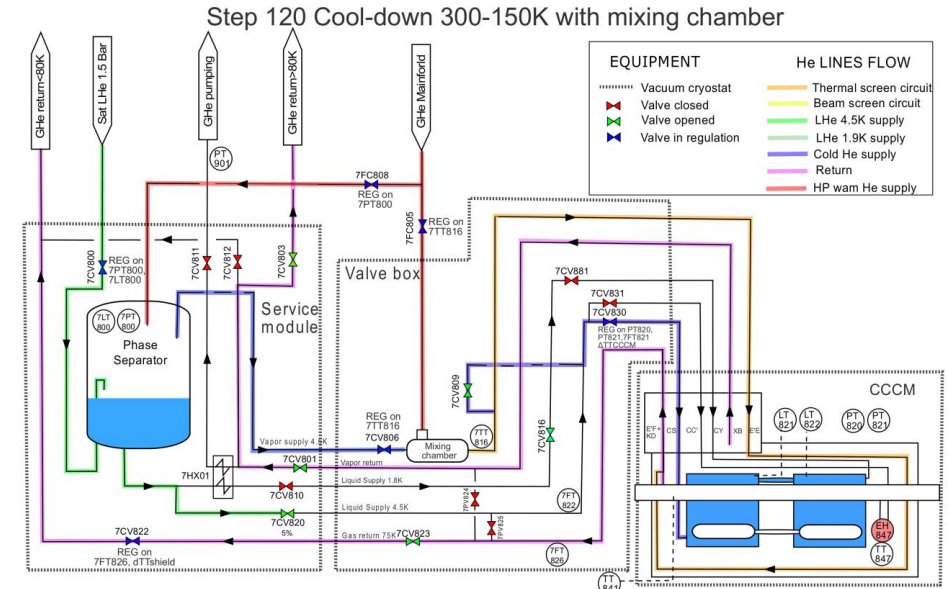 Step 120 Cool-down 300-150K with mixing chamber
GHe return<80K
Sat LHe 1.5 Bar
GHe pumping
GHe return>80K
GHe Mainforld
EQUIPMENT
Vacuum cryostat
Valve closed
Valve opened
Valve in regulation
He LINES FLOW
Thermal screen circuit
Beam screen circuit
LHe 4.5K supply
LHe 1.9K supply
Cold He supply
Return
HP wam He supply
PT
901
7FC808
REG on
7PT800
7FC805
REG on
7TT816
7CV800
REG on
7PT800,
7LT800
7CV811
7CV812
7CV803
Service
module
Valve box
7LT
800
7PT
800
Phase
Separator
7CV881
7CV831
7CV830
REG on PT820,
PT821,7FT821
ΔTTCCCM
7CV809
7CV816
REG on
7TT816
7CV806
Mixing
chamber
7TT
816
Vapor supply 4.5K
7CV801
Vapor return
7HX01
7CV810
Liquid Supply 1.8K
7CV820
5%
Liquid Supply 4.5K
7PV824
7PV825
7FT
822
7CV822
REG on
7FT826, dTTshield
Gas return 75K
7CV823
7FT
826
CCCM
E'F+
KD
CS
CC'
CY
XB
E'E
LT
821
LT
822
PT
820
PT
821
EH
847
TT
847
TT
841